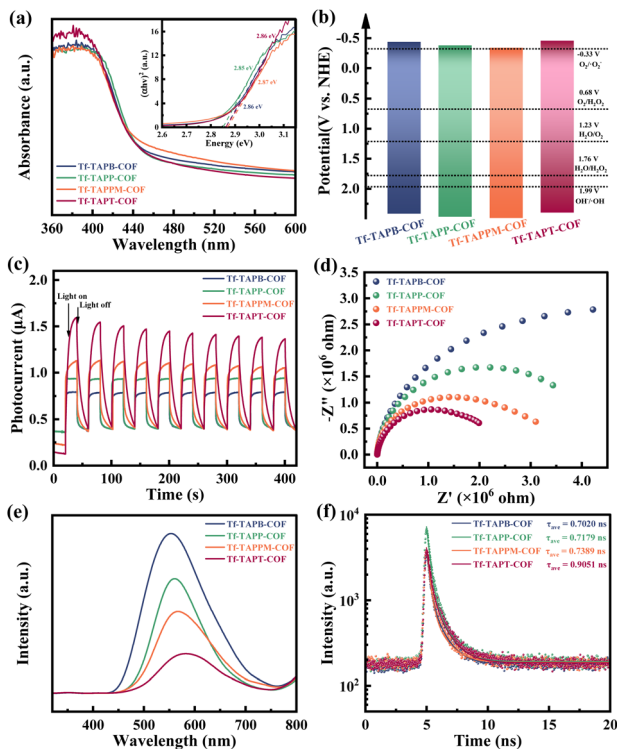 (a)
Absorbance (a.u.)
(αhν)² (a.u.)
16
12
8
4
0
2.86 eV
2.85 eV
2.87 eV
2.86 eV
2.6 2.7 2.8 2.9 3.0 3.1
Energy (eV)
Tf-TAPB-COF
Tf-TAPP-COF
Tf-TAPPM-COF
Tf-TAPT-COF
360 400 440 480 520 560 600
Wavelength (nm)
(b)
Potential(V vs. NHE)
-0.5
0.0
0.5
1.0
1.5
2.0
-0.33 V
O₂/·O₂⁻
0.68 V
O₂/H₂O₂
1.23 V
H₂O/O₂
1.76 V
H₂O/H₂O₂
1.99 V
OH⁻/·OH
Tf-TAPB-COF
Tf-TAPP-COF
Tf-TAPPM-COF
Tf-TAPT-COF
(c)
Photocurrent (μA)
2.0
1.5
1.0
0.5
0.0
Light on
Light off
Tf-TAPB-COF
Tf-TAPP-COF
Tf-TAPPM-COF
Tf-TAPT-COF
0 100 200 300 400
Time (s)
(d)
-Z'' (×10⁶ ohm)
-3.5
-3.0
-2.5
-2.0
-1.5
-1.0
-0.5
0.0
Tf-TAPB-COF
Tf-TAPP-COF
Tf-TAPPM-COF
Tf-TAPT-COF
0.0 1.0 2.0 3.0 4.0
Z' (×10⁶ ohm)
(e)
Intensity (a.u.)
Tf-TAPB-COF
Tf-TAPP-COF
Tf-TAPPM-COF
Tf-TAPT-COF
400 500 600 700 800
Wavelength (nm)
(f)
Intensity (a.u.)
10⁴
10³
10²
Tf-TAPB-COF τave = 0.7020 ns
Tf-TAPP-COF τave = 0.7179 ns
Tf-TAPPM-COF τave = 0.7389 ns
Tf-TAPT-COF τave = 0.9051 ns
0 5 10 15 20
Time (ns)